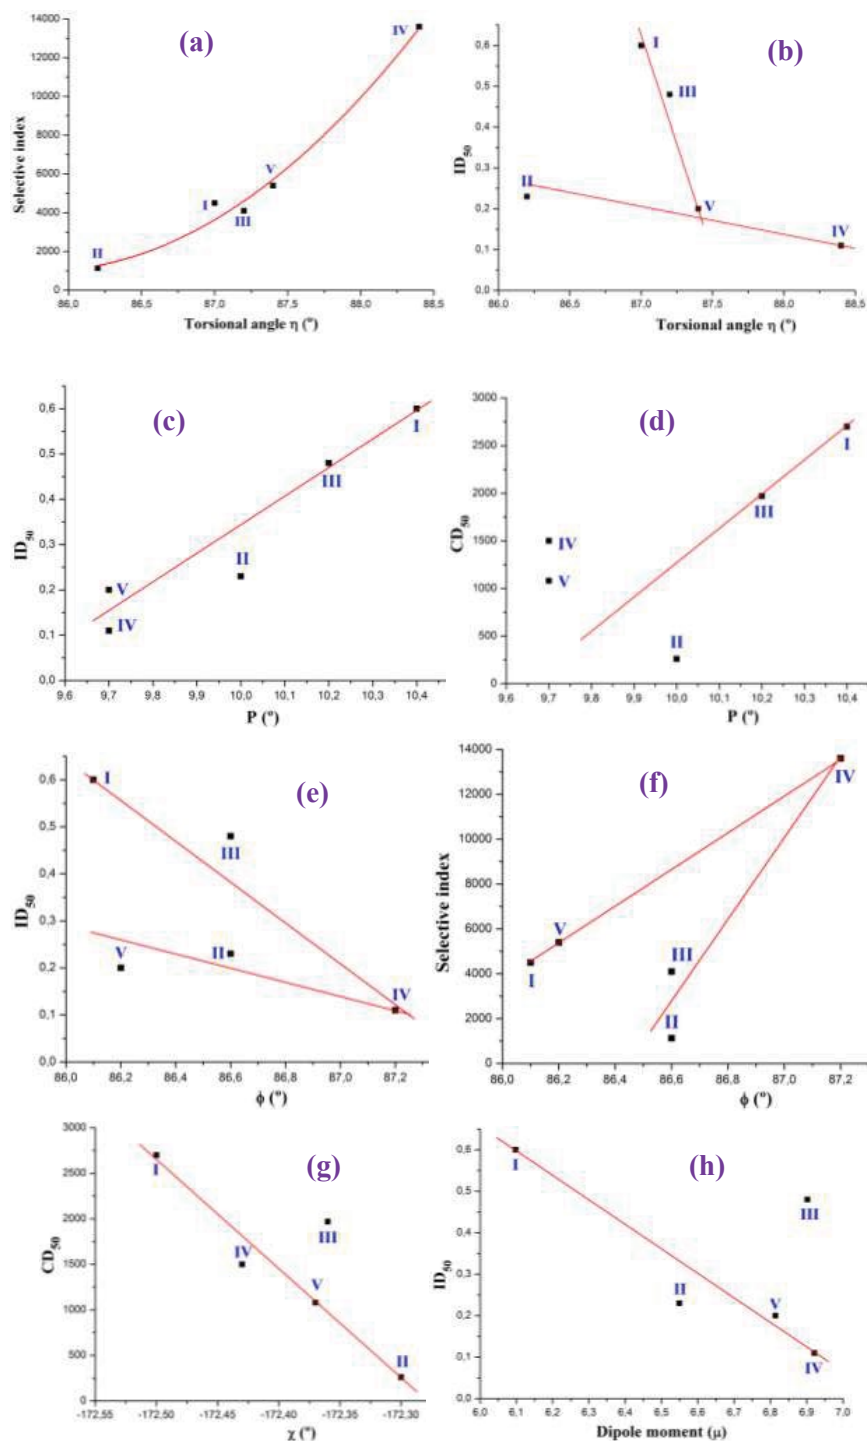 (a)
Selective index
14000
12000
10000
8000
6000
4000
2000
0
86,0 86,5 87,0 87,5 88,0 88,5
Torsional angle η (º)
II
I
III
V
IV
(b)
ID50
0,6
0,5
0,4
0,3
0,2
0,1
0,0
86,0 86,5 87,0 87,5 88,0 88,5
Torsional angle η (º)
I
III
II
V
IV
(c)
ID50
0,6
0,5
0,4
0,3
0,2
0,1
0,0
9,6 9,7 9,8 9,9 10,0 10,1 10,2 10,3 10,4
P (º)
I
III
II
V
IV
(d)
CD50
3000
2500
2000
1500
1000
500
0
9,6 9,7 9,8 9,9 10,0 10,1 10,2 10,3 10,4
P (º)
I
III
IV
V
II
(e)
ID50
0,6
0,5
0,4
0,3
0,2
0,1
0,0
86,0 86,2 86,4 86,6 86,8 87,0 87,2
ϕ (º)
I
III
V
II
IV
(f)
Selective index
14000
12000
10000
8000
6000
4000
2000
0
86,0 86,2 86,4 86,6 86,8 87,0 87,2
ϕ (º)
IV
V
I
III
II
(g)
CD50
3000
2500
2000
1500
1000
500
0
-172,55 -172,50 -172,45 -172,40 -172,35 -172,30
χ (º)
I
III
IV
V
II
(h)
ID50
0,6
0,5
0,4
0,3
0,2
0,1
0,0
6,0 6,1 6,2 6,3 6,4 6,5 6,6 6,7 6,8 6,9 7,0
Dipole moment (μ)
I
III
II
V
IV